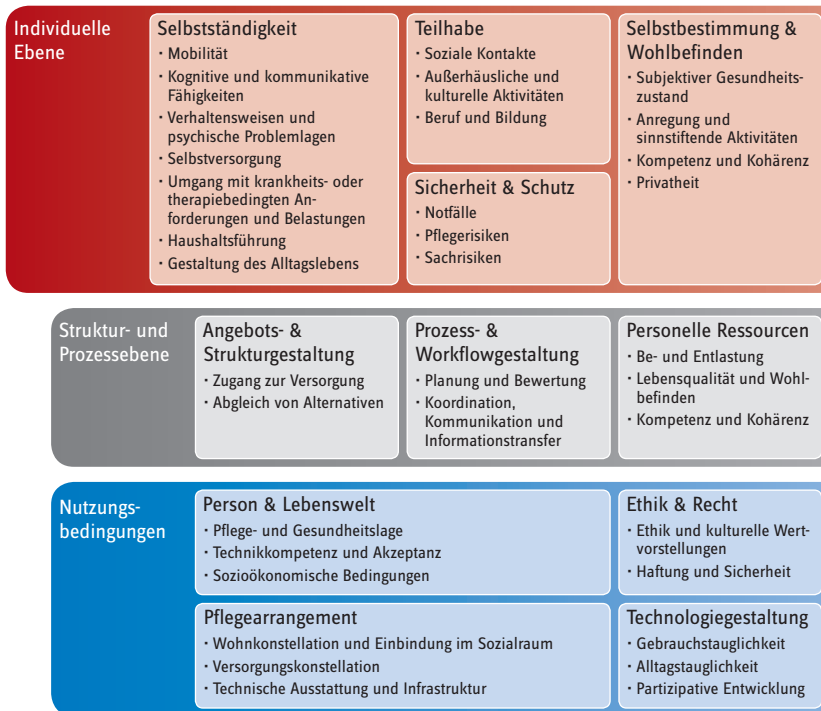 Individuelle
Ebene
Selbstständigkeit
· Mobilität
· Kognitive und kommunikative
Fähigkeiten
· Verhaltensweisen und
psychische Problemlagen
· Selbstversorgung
· Umgang mit krankheits- oder
therapiebedingten An-
forderungen und Belastungen
· Haushaltsführung
· Gestaltung des Alltagslebens
Teilhabe
· Soziale Kontakte
· Außerhäusliche und
kulturelle Aktivitäten
· Beruf und Bildung
Sicherheit & Schutz
· Notfälle
· Pflegerisiken
· Sachrisiken
Selbstbestimmung &
Wohlbefinden
· Subjektiver Gesundheits-
zustand
· Anregung und
sinnstiftende Aktivitäten
· Kompetenz und Kohärenz
· Privatheit
Struktur- und
Prozessebene
Angebots- &
Strukturgestaltung
· Zugang zur Versorgung
· Abgleich von Alternativen
Prozess- &
Workflowgestaltung
· Planung und Bewertung
· Koordination,
Kommunikation und
Informationstransfer
Personelle Ressourcen
· Be- und Entlastung
· Lebensqualität und Wohl-
befinden
· Kompetenz und Kohärenz
Nutzungs-
bedingungen
Person & Lebenswelt
· Pflege- und Gesundheitslage
· Technikkompetenz und Akzeptanz
· Sozioökonomische Bedingungen
Ethik & Recht
· Ethik und kulturelle Wert-
vorstellungen
· Haftung und Sicherheit
Pflegearrangement
· Wohnkonstellation und Einbindung im Sozialraum
· Versorgungskonstellation
· Technische Ausstattung und Infrastruktur
Technologiegestaltung
· Gebrauchstauglichkeit
· Alltagstauglichkeit
· Partizipative Entwicklung